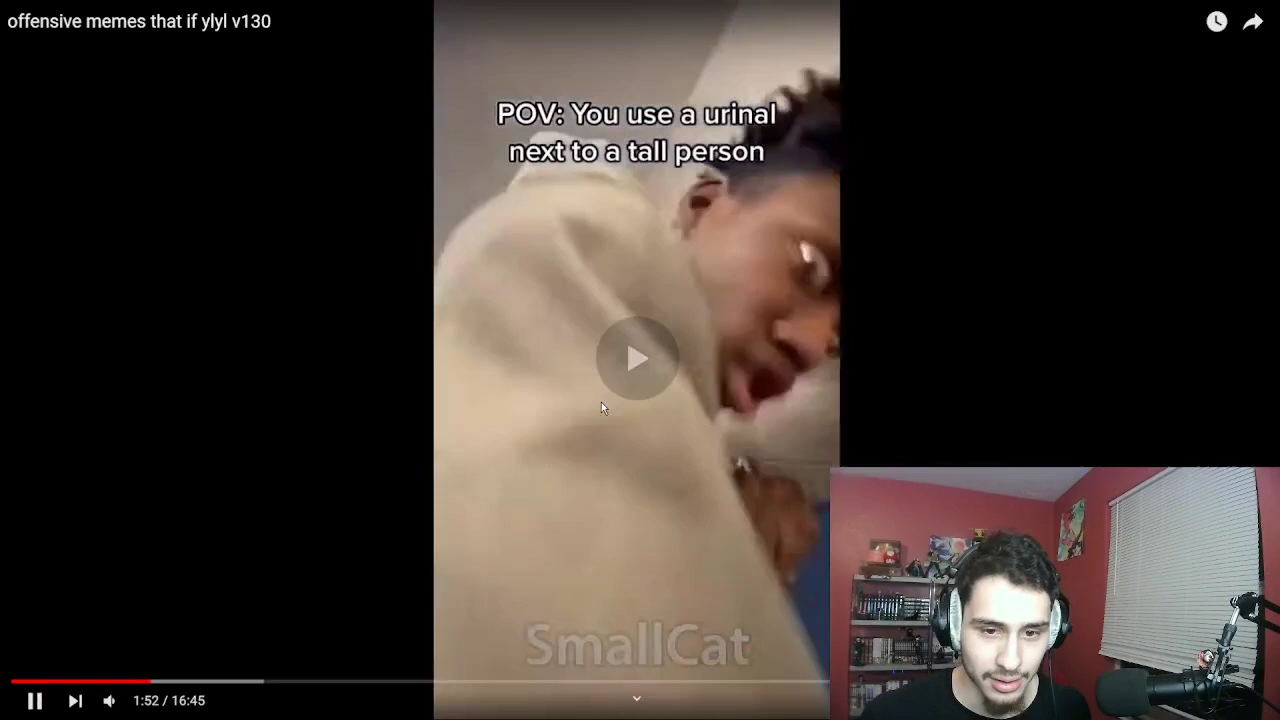 offensive memes that if ylyl v130
POV: You use a urinal
next to a tall person
SmallCat
1:52 / 16:45